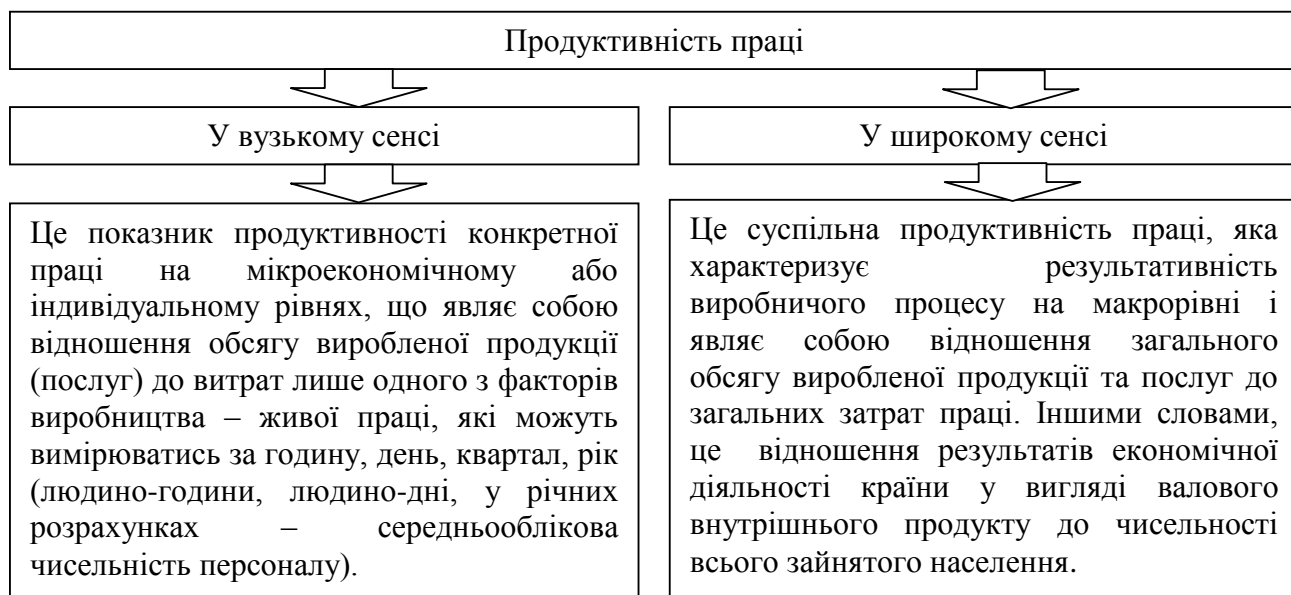 Продуктивність праці
У вузькому сенсі
Це показник продуктивності конкретної
праці на мікроекономічному або
індивідуальному рівнях, що являє собою
відношення обсягу виробленої продукції
(послуг) до витрат лише одного з факторів
виробництва – живої праці, які можуть
вимірюватись за годину, день, квартал, рік
(людино-години, людино-дні, у річних
розрахунках – середньооблікова
чисельність персоналу).
У широкому сенсі
Це суспільна продуктивність праці, яка
характеризує результативність
виробничого процесу на макрорівні і
являє собою відношення загального
обсягу виробленої продукції та послуг до
загальних затрат праці. Іншими словами,
це відношення результатів економічної
діяльності країни у вигляді валового
внутрішнього продукту до чисельності
всього зайнятого населення.